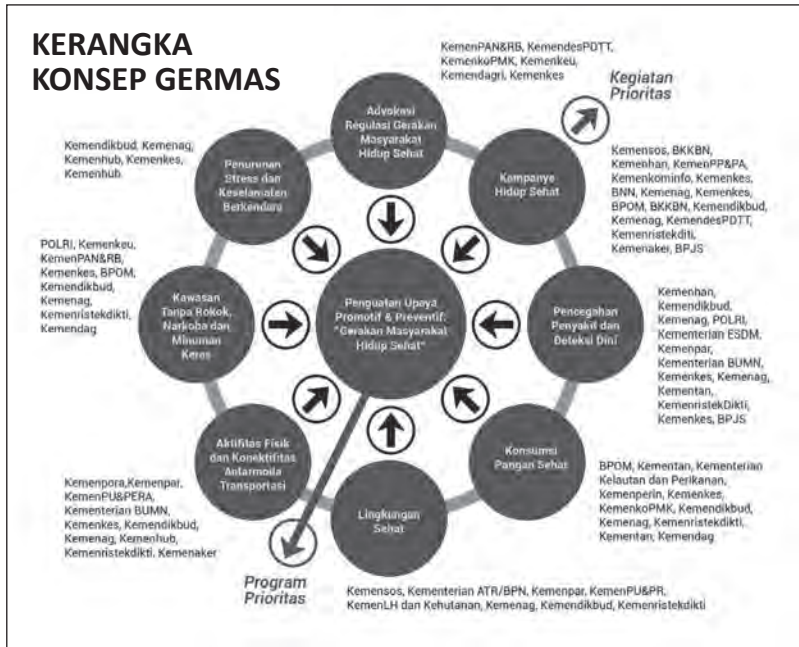 KERANGKA
KONSEP GERMAS
KemenPAN&RB, KemendesPDTT,
KemenkoPMK, Kemenkeu,
Kemendagri, Kemenkes
Kegiatan
Prioritas
Advokasi
Regulasi Gerakan
Masyarakat
Hidup Sehat
Kemendikbud, Kemenag,
Kemenhub, Kemenkes,
Kemenhub
Penurunan
Stress dan
Keselamatan
Berkendara
Kampanye
Hidup Sehat
Kemensos, BKKBN,
Kemenhan, KemenPP&PA,
Kemenkominfo, Kemenkes,
BNN, Kemenag, Kemenkes,
BPOM, BKKBN, Kemendikbud,
Kemenag, KemendesPDTT,
Kemenristekditi,
Kemenaker, BPJS
POLRI, Kemenkeu,
KemenPAN&RB,
Kemenkes, BPOM,
Kemendikbud,
Kemenag,
Kemenristekdikti,
Kemendag
Kawasan
Tanpa Rokok,
Narkoba dan
Minuman
Keras
Penguatan Upaya
Promotif & Preventif:
"Gerakan Masyarakat
Hidup Sehat"
Pencegahan
Penyakit dan
Deteksi Dini
Kemenhan,
Kemendikbud,
Kemenag, POLRI,
Kementerian ESDM,
Kemenpar,
Kementerian BUMN,
Kemenkes, Kemenag,
Kementan,
KemenristekDikti,
Kemenkes, BPJS
Aktifitas Fisik
dan Konektifitas
Antarmoda
Transportasi
Konsumsi
Pangan Sehat
Kemenpora,Kemenpar,
KemenPU&PERA,
Kementerian BUMN,
Kemenkes, Kemendikbud,
Kemenag, Kemenhub,
Kemenristekdikti, Kemenaker
Lingkungan
Sehat
BPOM, Kementan, Kementerian
Kelautan dan Perikanan,
Kemenperin, Kemenkes,
KemenkoPMK, Kemendikbud,
Kemenag, Kemenristekdikti,
Kementan, Kemendag
Program
Prioritas
Kemensos, Kementerian ATR/BPN, Kemenpar, KemenPU&PR,
KemenLH dan Kehutanan, Kemenag, Kemendikbud, Kemenristekdikti